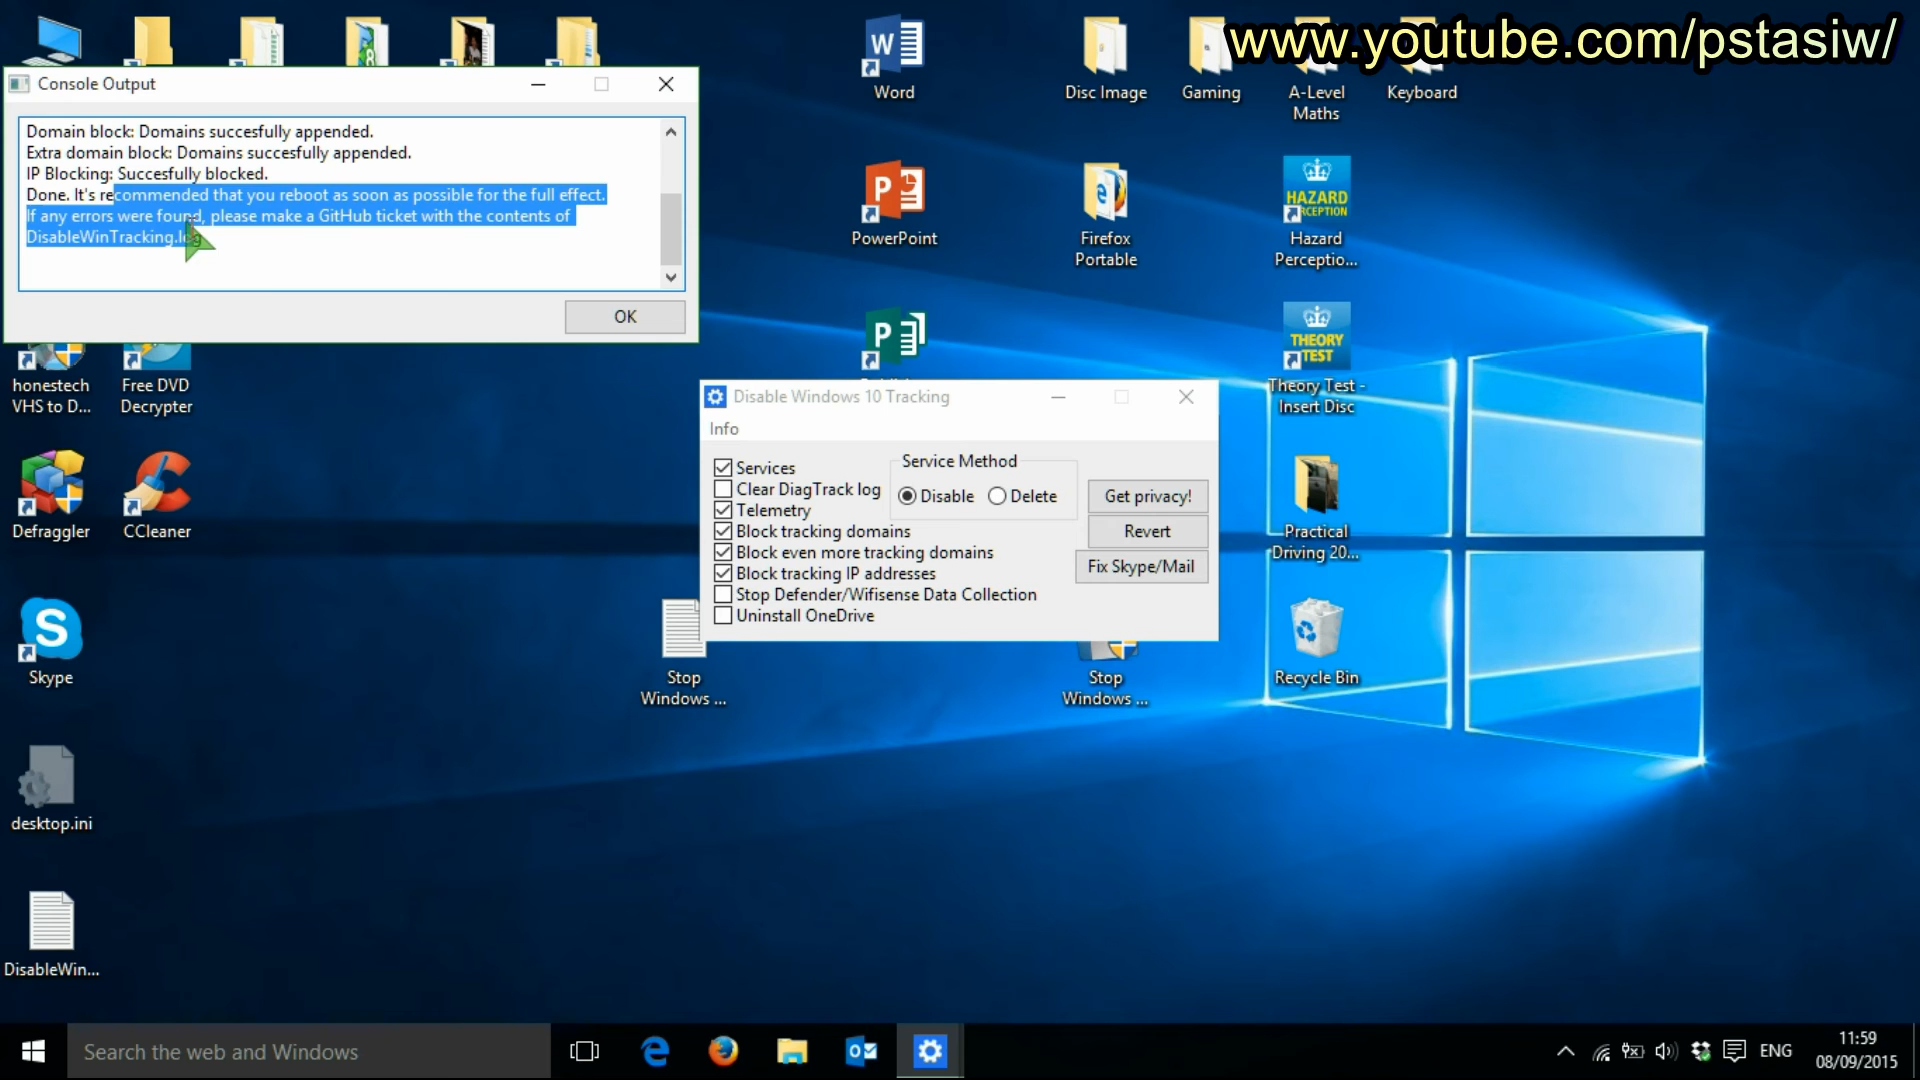 www.youtube.com/pstasiw/
Console Output
Domain block: Domains succesfully appended.
Extra domain block: Domains succesfully appended.
IP Blocking: Succesfully blocked.
Done. It's recommended that you reboot as soon as possible for the full effect.
If any errors were found, please make a GitHub ticket with the contents of
DisableWinTracking.log
OK
Word
Disc Image
Gaming
A-Level
Maths
Keyboard
PowerPoint
Firefox
Portable
HAZARD
Hazard
Perceptio...
THEORY
TEST
Theory Test -
Insert Disc
honestech
VHS to D...
Free DVD
Decrypter
Disable Windows 10 Tracking
Info
Services
Clear DiagTrack log
Telemetry
Block tracking domains
Block even more tracking domains
Block tracking IP addresses
Stop Defender/Wifisense Data Collection
Uninstall OneDrive
Service Method
Disable
Delete
Get privacy!
Revert
Fix Skype/Mail
Defraggler
CCleaner
Practical
Driving 20...
Skype
Stop
Windows ...
Stop
Windows ...
Recycle Bin
desktop.ini
DisableWin...
Search the web and Windows
ENG
11:59
08/09/2015